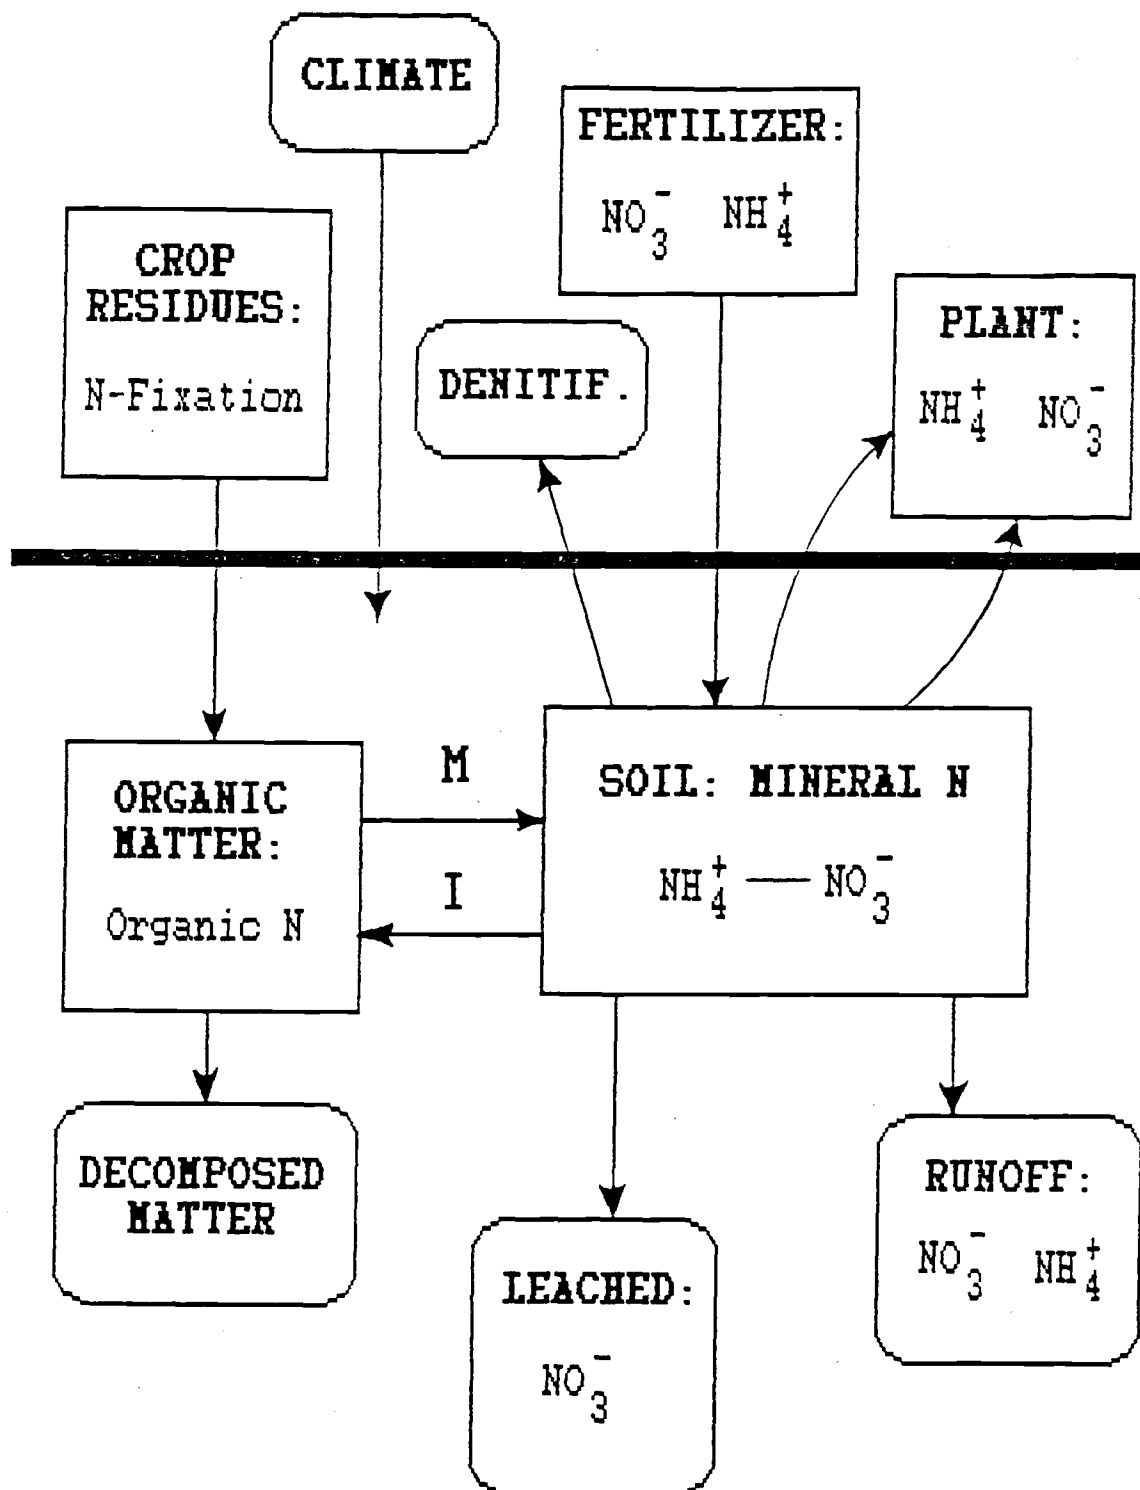 CLIMATE
FERTILIZER:
NO₃⁻ NH₄⁺
CROP
RESIDUES:
N-Fixation
DENITIF.
PLANT:
NH₄⁺ NO₃⁻
ORGANIC
MATTER:
Organic N
M
I
SOIL: MINERAL N
NH₄⁺ — NO₃⁻
DECOMPOSED
MATTER
LEACHED:
NO₃⁻
RUNOFF:
NO₃⁻ NH₄⁺